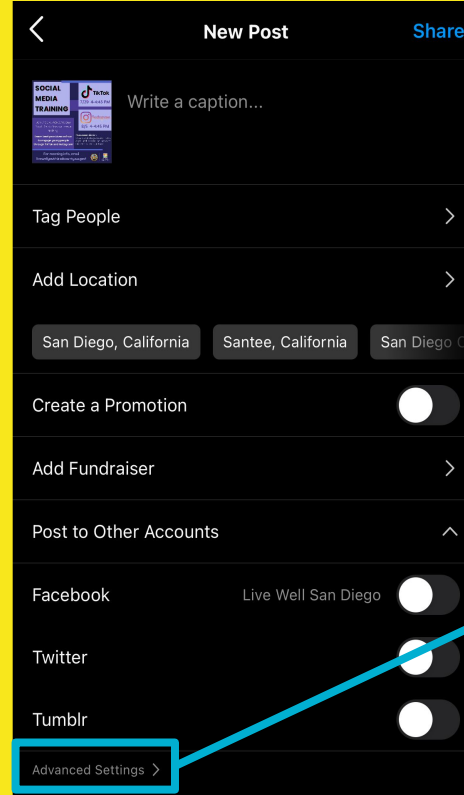 New Post
Share
SOCIAL
MEDIA
TRAINING
TikTok
Write a caption...
Tag People
Add Location
San Diego, California
Santee, California
San Diego
Create a Promotion
Add Fundraiser
Post to Other Accounts
Facebook
Live Well San Diego
Twitter
Tumblr
Advanced Settings